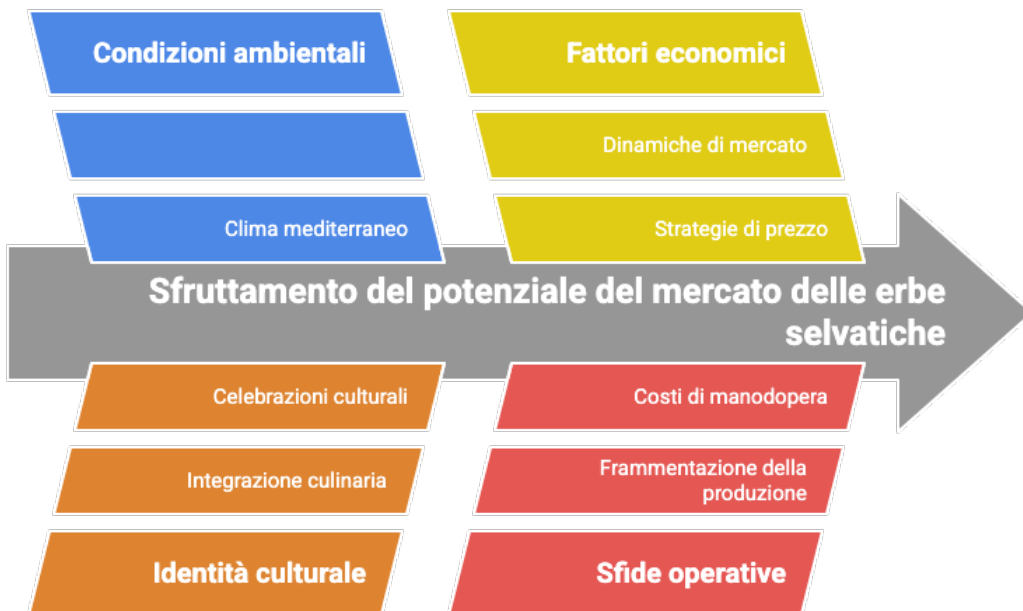 Condizioni ambientali
Fattori economici
Dinamiche di mercato
Clima mediterraneo
Strategie di prezzo
Sfruttamento del potenziale del mercato delle erbe
selvatiche
Celebrazioni culturali
Costi di manodopera
Integrazione culinaria
Frammentazione della
produzione
Identità culturale
Sfide operative